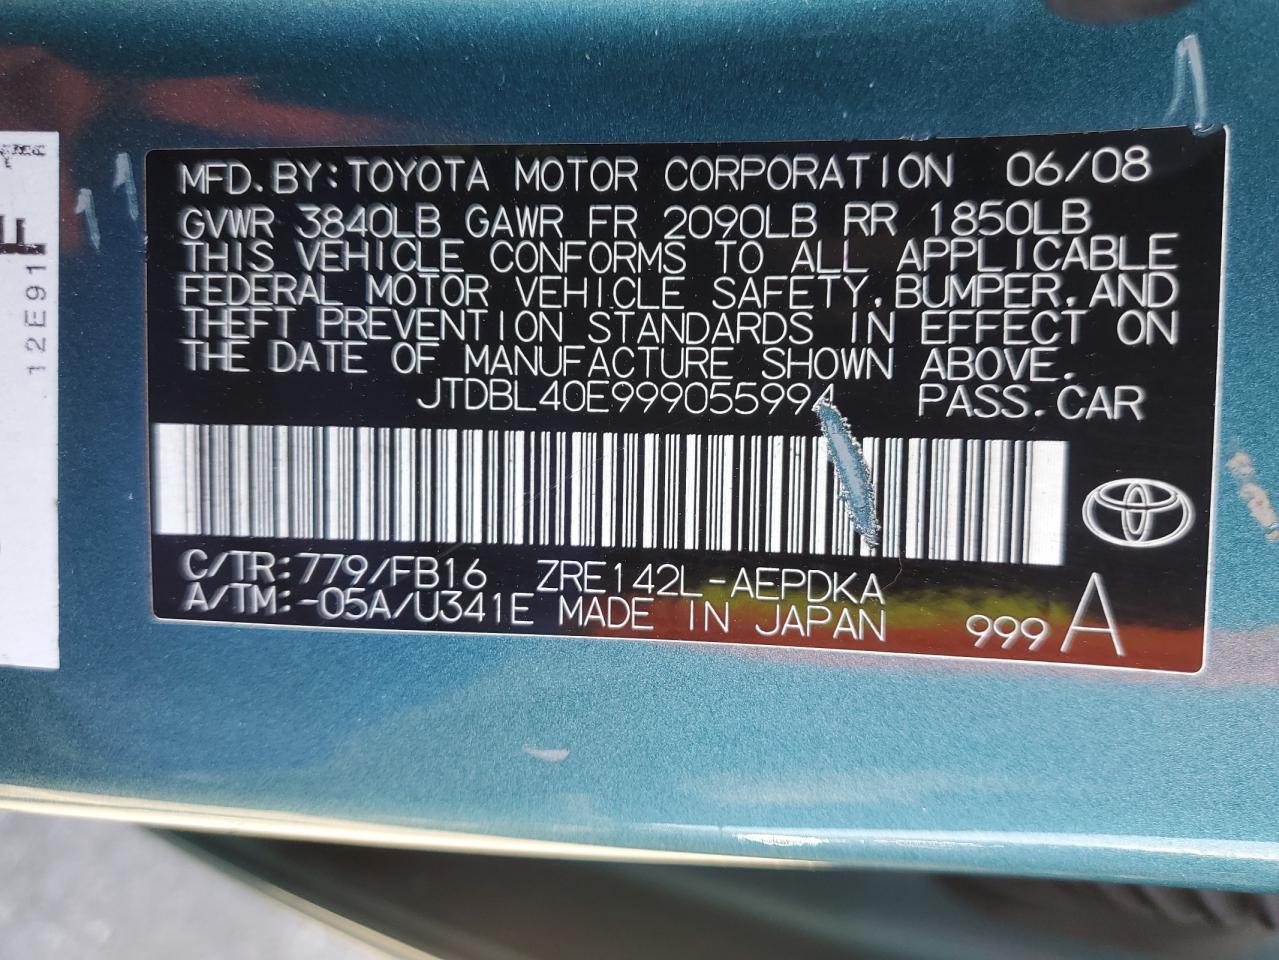 MFD. BY: TOYOTA MOTOR CORPORATION 06/08
GVWR 3840LB GAWR FR 2090LB RR 1850LB
THIS VEHICLE CONFORMS TO ALL APPLICABLE
FEDERAL MOTOR VEHICLE SAFETY, BUMPER, AND
THEFT PREVENTION STANDARDS IN EFFECT ON
THE DATE OF MANUFACTURE SHOWN ABOVE.
JTDBL40E999055994 PASS. CAR
C/TR: 779/FB16 ZRE142L-AEPDKA
A/TM: -05A/U341E MADE IN JAPAN 999 A
12E91